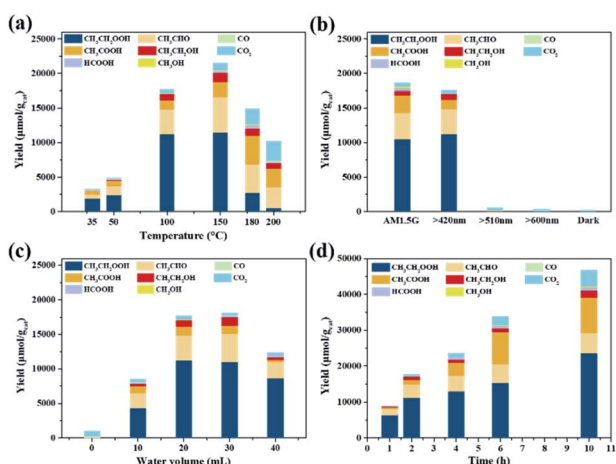 (a)
CH₃CH₂OOH CH₃CHO CO
CH₃COOH CH₃CH₂OH CO₂
HCOOH CH₃OH
Yield (μmol/g_cat)
25000
20000
15000
10000
5000
0
35 50 100 150 180 200
Temperature (°C)
(b)
CH₃CH₂OOH CH₃CHO CO
CH₃COOH CH₃CH₂OH CO₂
HCOOH CH₃OH
Yield (μmol/g_cat)
25000
20000
15000
10000
5000
0
AM1.5G >420nm >510nm >600nm Dark
(c)
CH₃CH₂OOH CH₃CHO CO
CH₃COOH CH₃CH₂OH CO₂
HCOOH CH₃OH
Yield (μmol/g_cat)
25000
20000
15000
10000
5000
0
0 10 20 30 40
Water volume (mL)
(d)
CH₃CH₂OOH CH₃CHO CO
CH₃COOH CH₃CH₂OH CO₂
HCOOH CH₃OH
Yield (μmol/g_cat)
50000
40000
30000
20000
10000
0
0 1 2 3 4 5 6 7 8 9 10 11
Time (h)